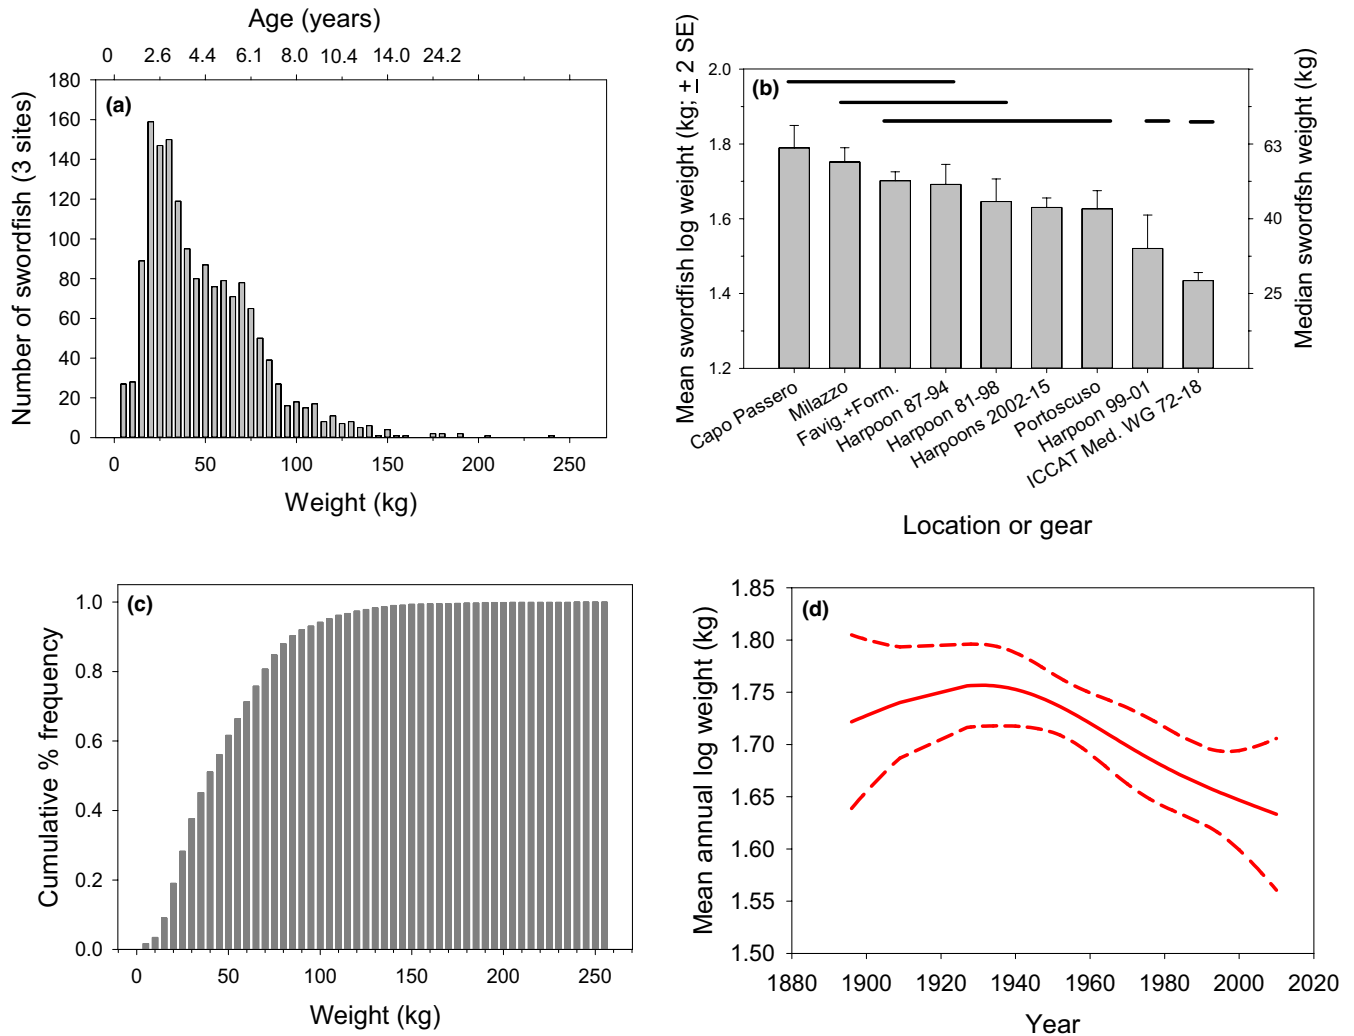 Age (years)
0 2.6 4.4 6.1 8.0 10.4 14.0 24.2
(a)
Number of swordfish (3 sites)
180
160
140
120
100
80
60
40
20
0
0 50 100 150 200 250
Weight (kg)
(b)
Mean swordfish log weight (kg; ± 2 SE)
2.0
1.8
1.6
1.4
1.2
Median swordfsh weight (kg)
63
40
25
Capo Passero
Milazzo
Favig.+Form.
Harpoon 87-94
Harpoon 81-98
Harpoons 2002-15
Portoscuso
Harpoon 99-01
ICCAT Med. WG 72-18
Location or gear
(c)
Cumulative % frequency
1.0
0.8
0.6
0.4
0.2
0.0
0 50 100 150 200 250
Weight (kg)
(d)
Mean annual log weight (kg)
1.85
1.80
1.75
1.70
1.65
1.60
1.55
1.50
1880 1900 1920 1940 1960 1980 2000 2020
Year